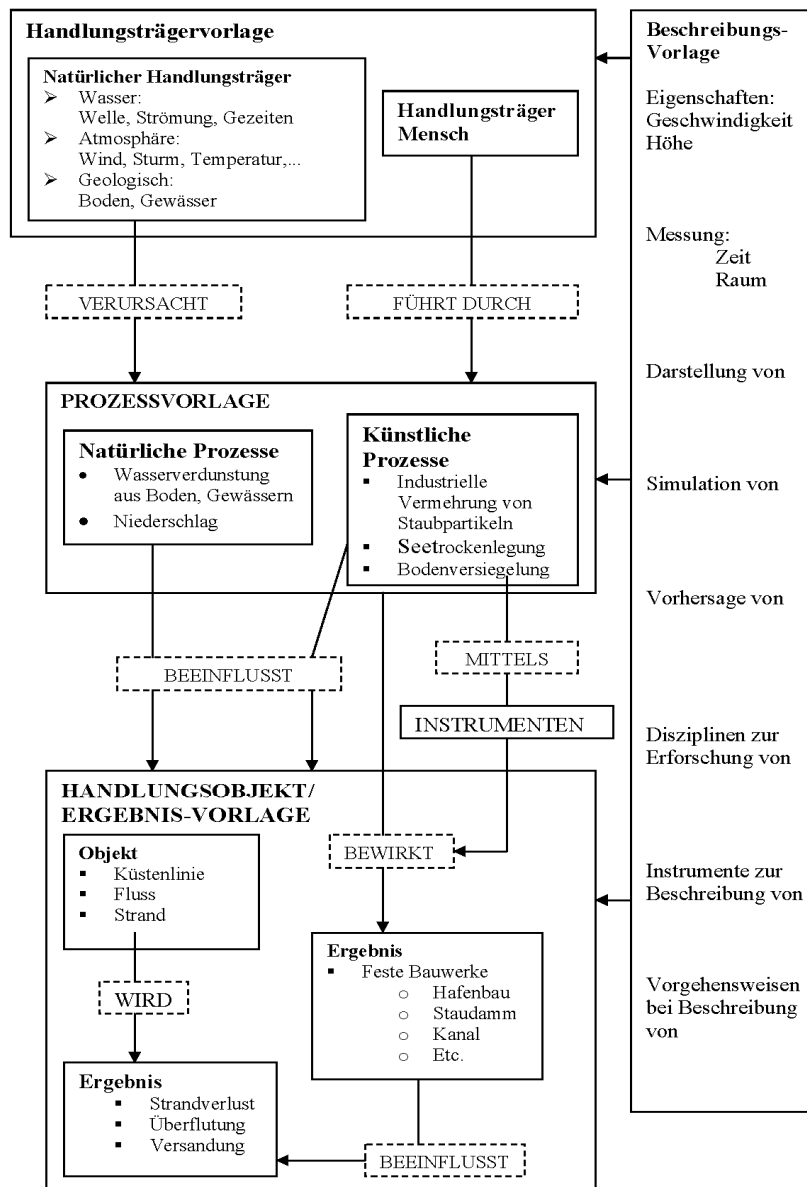 Handlungsträgervorlage
Natürlicher Handlungsträger
➢ Wasser:
Welle, Strömung, Gezeiten
➢ Atmosphäre:
Wind, Sturm, Temperatur,...
➢ Geologisch:
Boden, Gewässer
Handlungsträger
Mensch
VERURSACHT
FÜHRT DURCH
PROZESSVORLAGE
Natürliche Prozesse
● Wasserverdunstung
aus Boden, Gewässern
● Niederschlag
Künstliche
Prozesse
▪ Industrielle
Vermehrung von
Staubpartikeln
▪ Seetrockenlegung
▪ Bodenversiegelung
BEEINFLUSST
MITTELS
INSTRUMENTEN
HANDLUNGSOBJEKT/
ERGEBNIS-VORLAGE
Objekt
▪ Küstenlinie
▪ Fluss
▪ Strand
BEWIRKT
WIRD
Ergebnis
▪ Feste Bauwerke
o Hafenbau
o Staudamm
o Kanal
o Etc.
Ergebnis
▪ Strandverlust
▪ Überflutung
▪ Versandung
BEEINFLUSST
Beschreibungs-
Vorlage
Eigenschaften:
Geschwindigkeit
Höhe
Messung:
Zeit
Raum
Darstellung von
Simulation von
Vorhersage von
Disziplinen zur
Erforschung von
Instrumente zur
Beschreibung von
Vorgehensweisen
bei Beschreibung
von